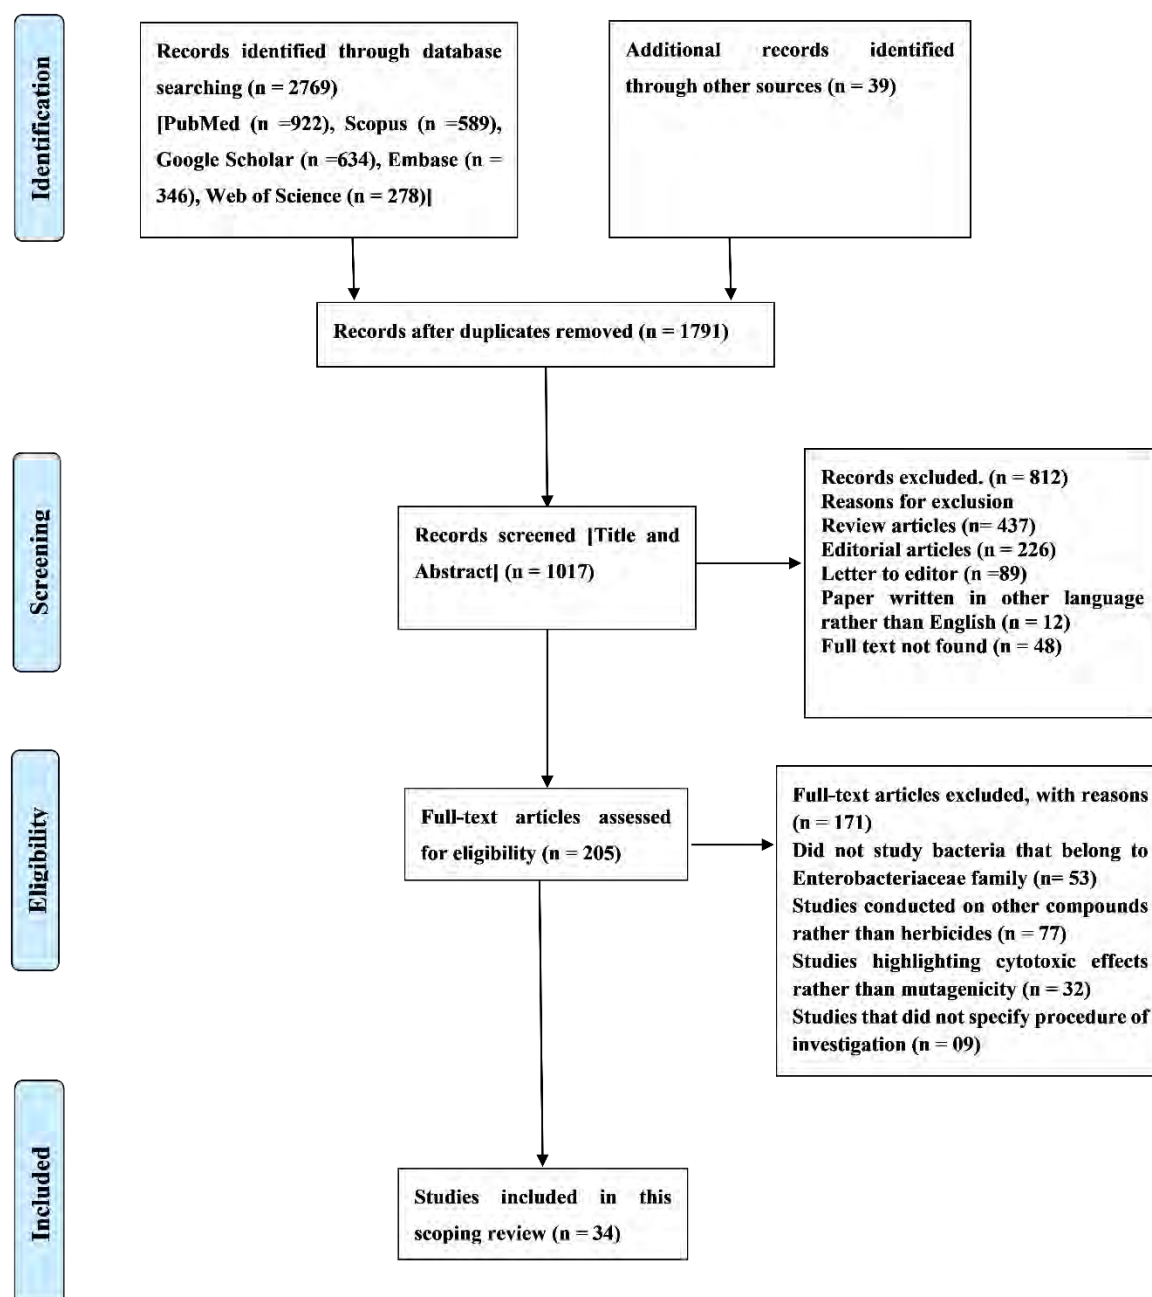 Identification
Records identified through database
searching (n = 2769)
[PubMed (n =922), Scopus (n =589),
Google Scholar (n =634), Embase (n =
346), Web of Science (n = 278)]
Additional records identified
through other sources (n = 39)
Records after duplicates removed (n = 1791)
Screening
Records screened [Title and
Abstract] (n = 1017)
Records excluded. (n = 812)
Reasons for exclusion
Review articles (n= 437)
Editorial articles (n = 226)
Letter to editor (n =89)
Paper written in other language
rather than English (n = 12)
Full text not found (n = 48)
Eligibility
Full-text articles assessed
for eligibility (n = 205)
Full-text articles excluded, with reasons
(n = 171)
Did not study bacteria that belong to
Enterobacteriaceae family (n= 53)
Studies conducted on other compounds
rather than herbicides (n = 77)
Studies highlighting cytotoxic effects
rather than mutagenicity (n = 32)
Studies that did not specify procedure of
investigation (n = 09)
Included
Studies included in this
scoping review (n = 34)